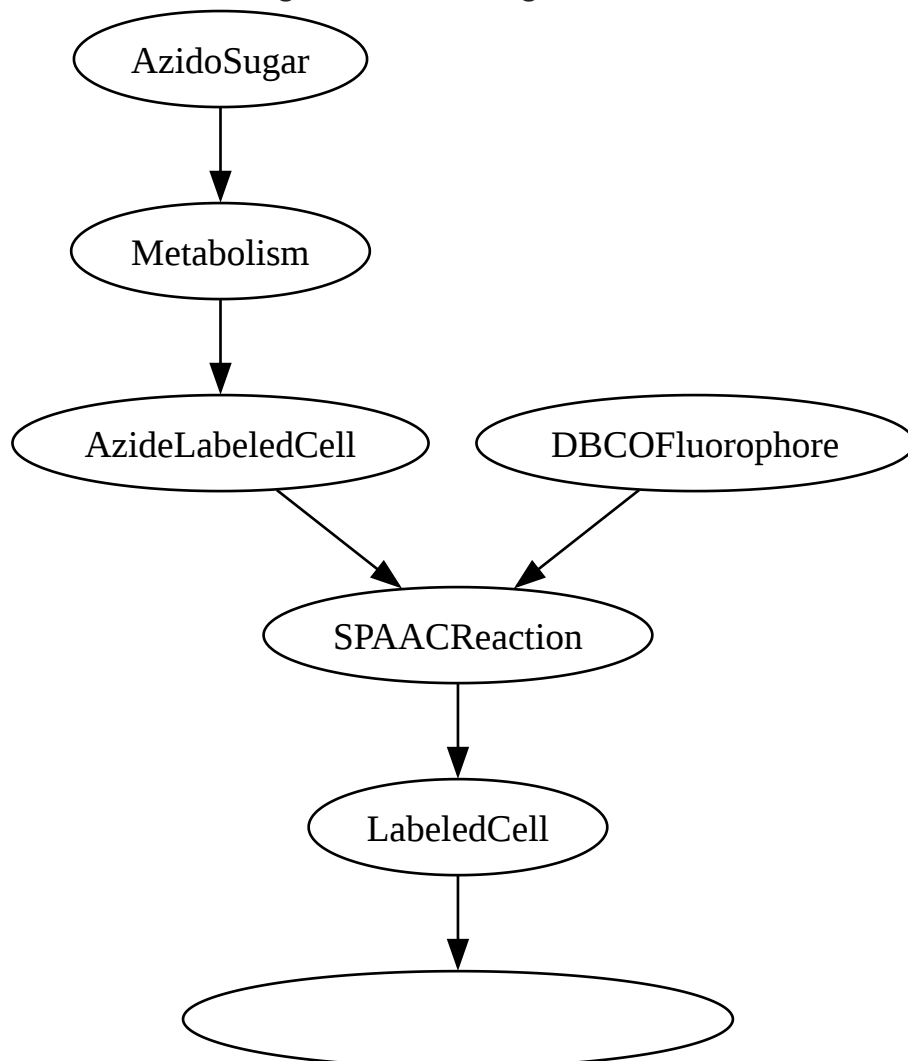 AzidoSugar
Metabolism
AzideLabeledCell
DBCOFluorophore
SPAACReaction
LabeledCell